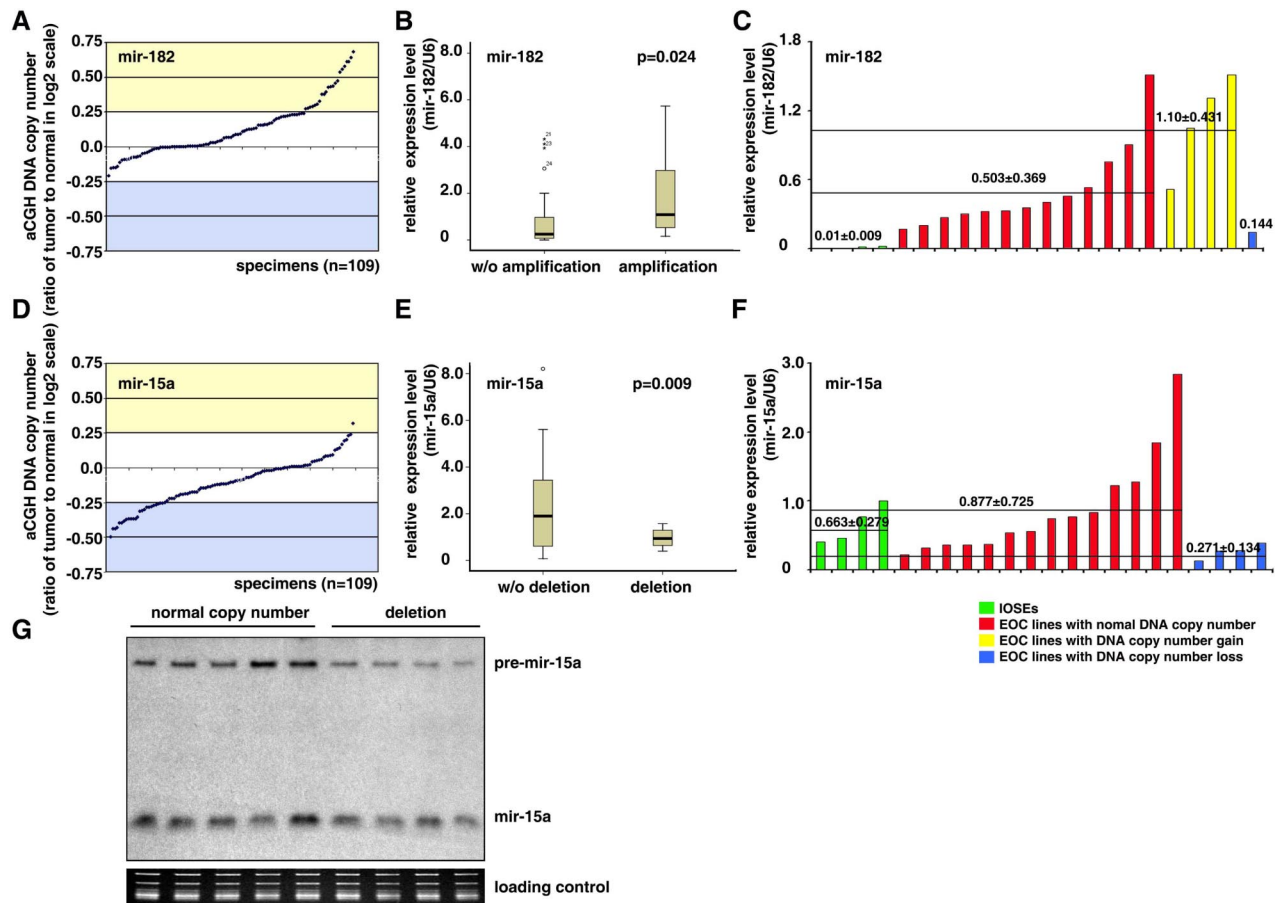 A
aCGH DNA copy number
(ratio of tumor to normal in log2 scale)
0.75
0.50
0.25
0.0
-0.25
-0.50
-0.75
mir-182
specimens (n=109)
B
relative expression level
(mir-182/U6)
8.0
6.0
4.0
2.0
0
mir-182
p=0.024
21
23
24
w/o amplification
amplification
C
relative expression level
(mir-182/U6)
1.8
1.2
0.6
0
mir-182
0.01±0.009
0.503±0.369
1.10±0.431
0.144
D
aCGH DNA copy number
(ratio of tumor to normal in log2 scale)
0.75
0.50
0.25
0.0
-0.25
-0.50
-0.75
mir-15a
specimens (n=109)
E
relative expression level
(mir-15a/U6)
8.0
6.0
4.0
2.0
0
mir-15a
p=0.009
w/o deletion
deletion
F
relative expression level
(mir-15a/U6)
3.0
2.0
1.0
0
mir-15a
0.663±0.279
0.877±0.725
0.271±0.134
IOSEs
EOC lines with nomal DNA copy number
EOC lines with DNA copy number gain
EOC lines with DNA copy number loss
G
normal copy number
deletion
pre-mir-15a
mir-15a
loading control